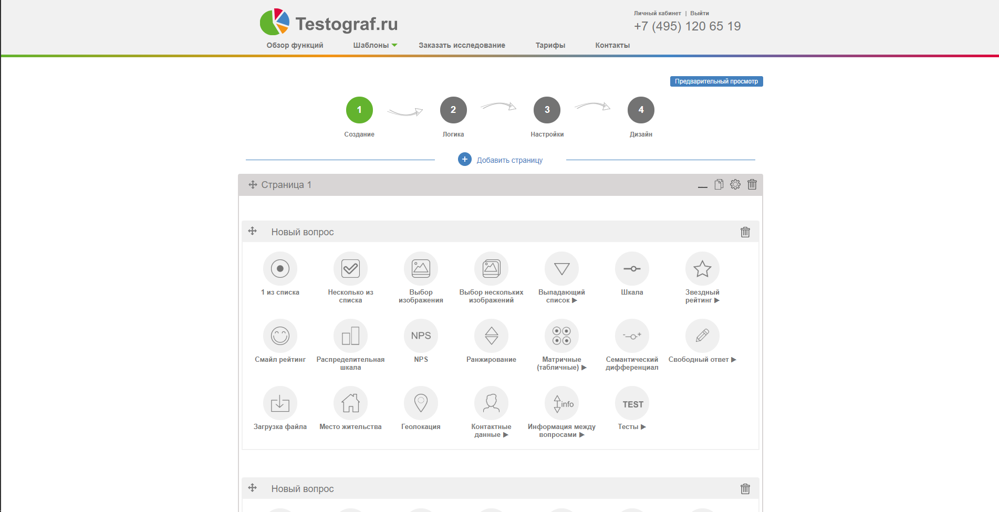 Testograf.ru
Личный кабинет | Выйти
+7 (495) 120 65 19
Обзор функций Шаблоны Заказать исследование Тарифы Контакты
Предварительный просмотр
1 2 3 4
Создание Логика Настройки Дизайн
+ Добавить страницу
Страница 1
Новый вопрос
1 из списка
Несколько из
списка
Выбор
изображения
Выбор нескольких
изображений
Выпадающий
список ▶
Шкала
Звездный
рейтинг ▶
Смайл рейтинг
Распределительная
шкала
NPS
NPS
Ранжирование
Матричные
(табличные) ▶
- +
Семантический
дифференциал
Свободный ответ ▶
Загрузка файла
Место жительства
Геолокация
Контактные
данные ▶
info
Информация между
вопросами ▶
TEST
Тесты ▶
Новый вопрос